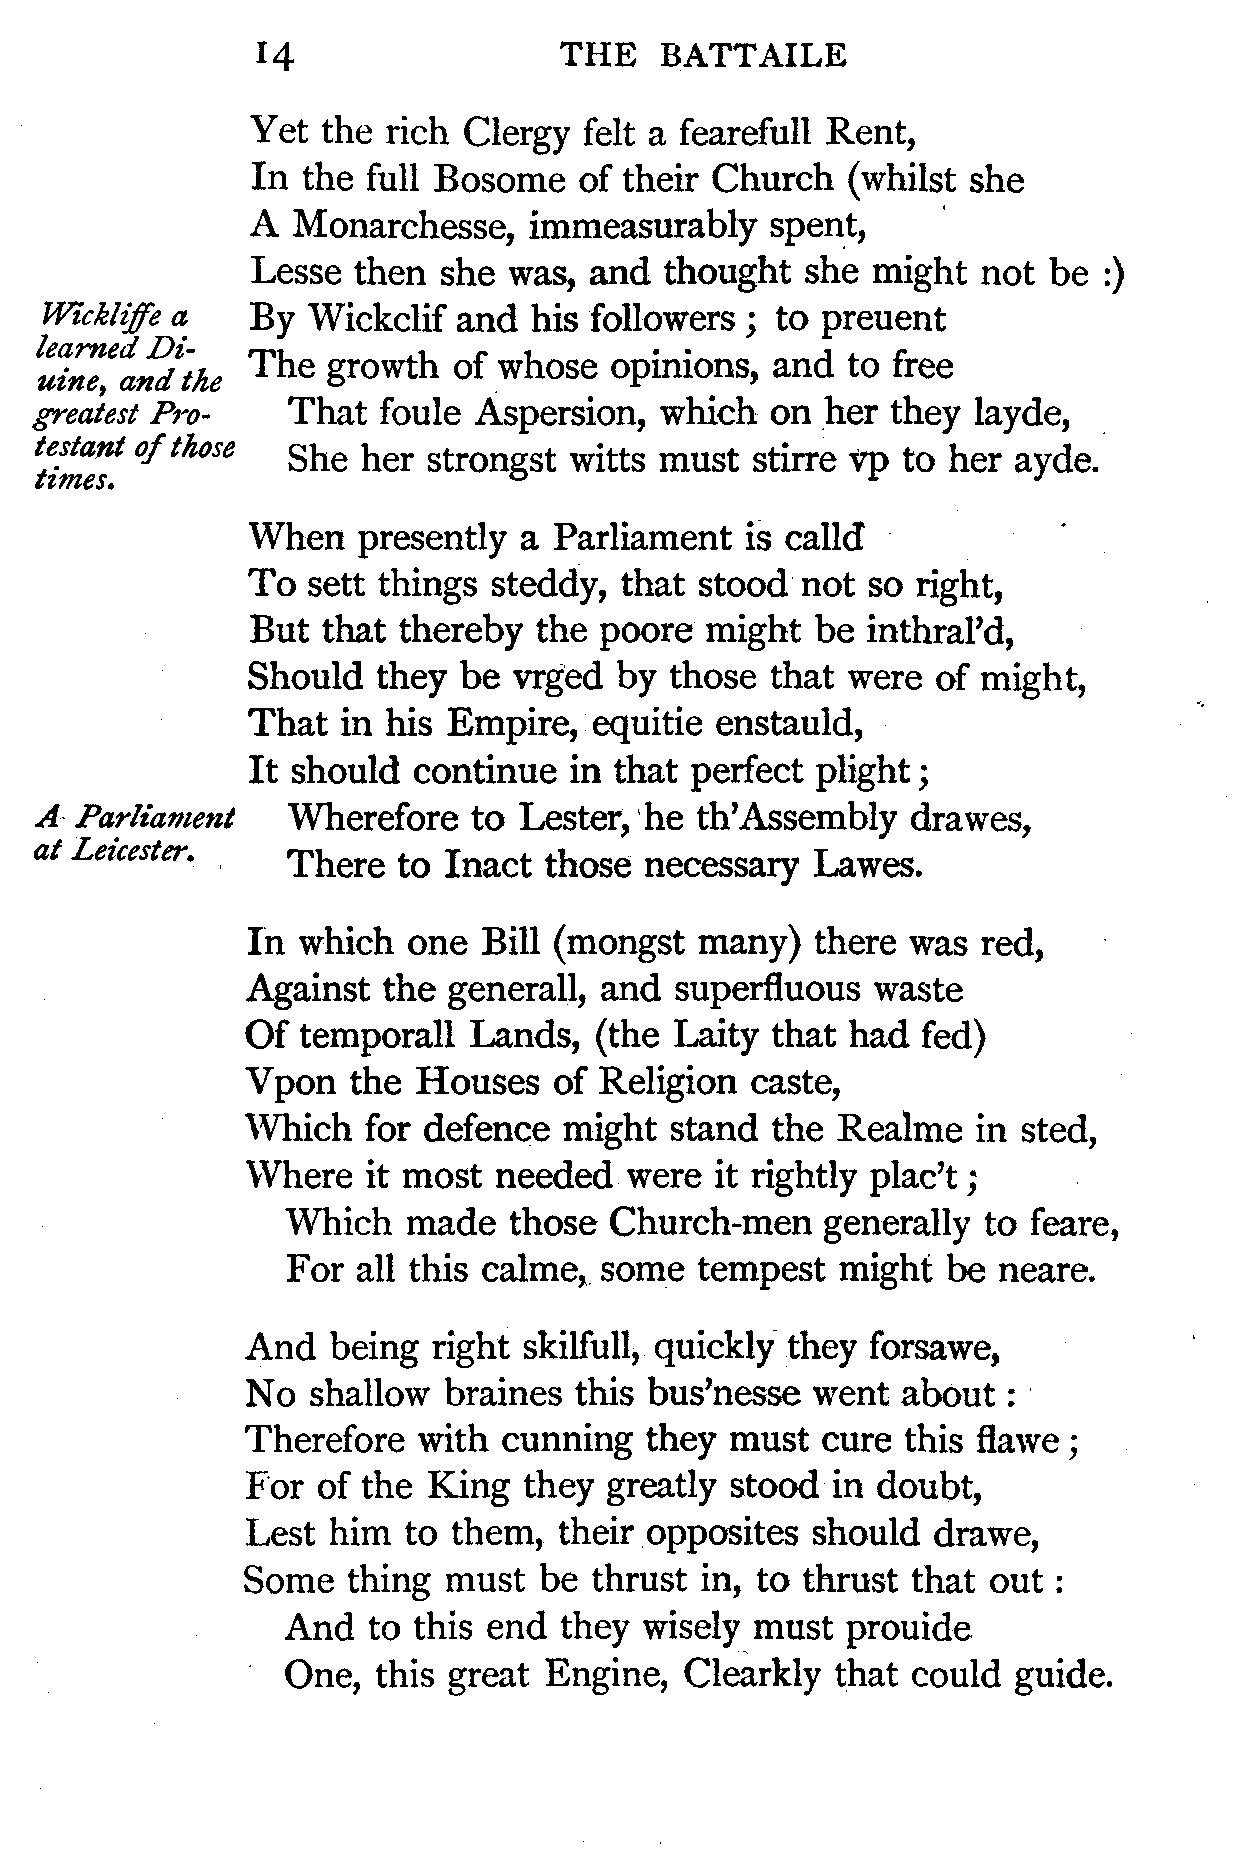 14 THE BATTAILE
Yet the rich Clergy felt a fearefull Rent,
In the full Bosome of their Church (whilst she
A Monarchesse, immeasurably spent,
Lesse then she was, and thought she might not be :)
Wickliffe a
learned Di-
uine, and the
greatest Pro-
testant of those
times.
By Wickclif and his followers ; to preuent
The growth of whose opinions, and to free
That foule Aspersion, which on her they layde,
She her strongst witts must stirre vp to her ayde.
When presently a Parliament is calld
To sett things steddy, that stood not so right,
But that thereby the poore might be inthral'd,
Should they be vrged by those that were of might,
That in his Empire, equitie enstauld,
It should continue in that perfect plight ;
A Parliament
at Leicester.
Wherefore to Lester, he th'Assembly drawes,
There to Inact those necessary Lawes.
In which one Bill (mongst many) there was red,
Against the generall, and superfluous waste
Of temporall Lands, (the Laity that had fed)
Vpon the Houses of Religion caste,
Which for defence might stand the Realme in sted,
Where it most needed were it rightly plac't ;
Which made those Church-men generally to feare,
For all this calme, some tempest might be neare.
And being right skilfull, quickly they forsawe,
No shallow braines this bus'nesse went about :
Therefore with cunning they must cure this flawe ;
For of the King they greatly stood in doubt,
Lest him to them, their opposites should drawe,
Some thing must be thrust in, to thrust that out :
And to this end they wisely must prouide
One, this great Engine, Clearkly that could guide.